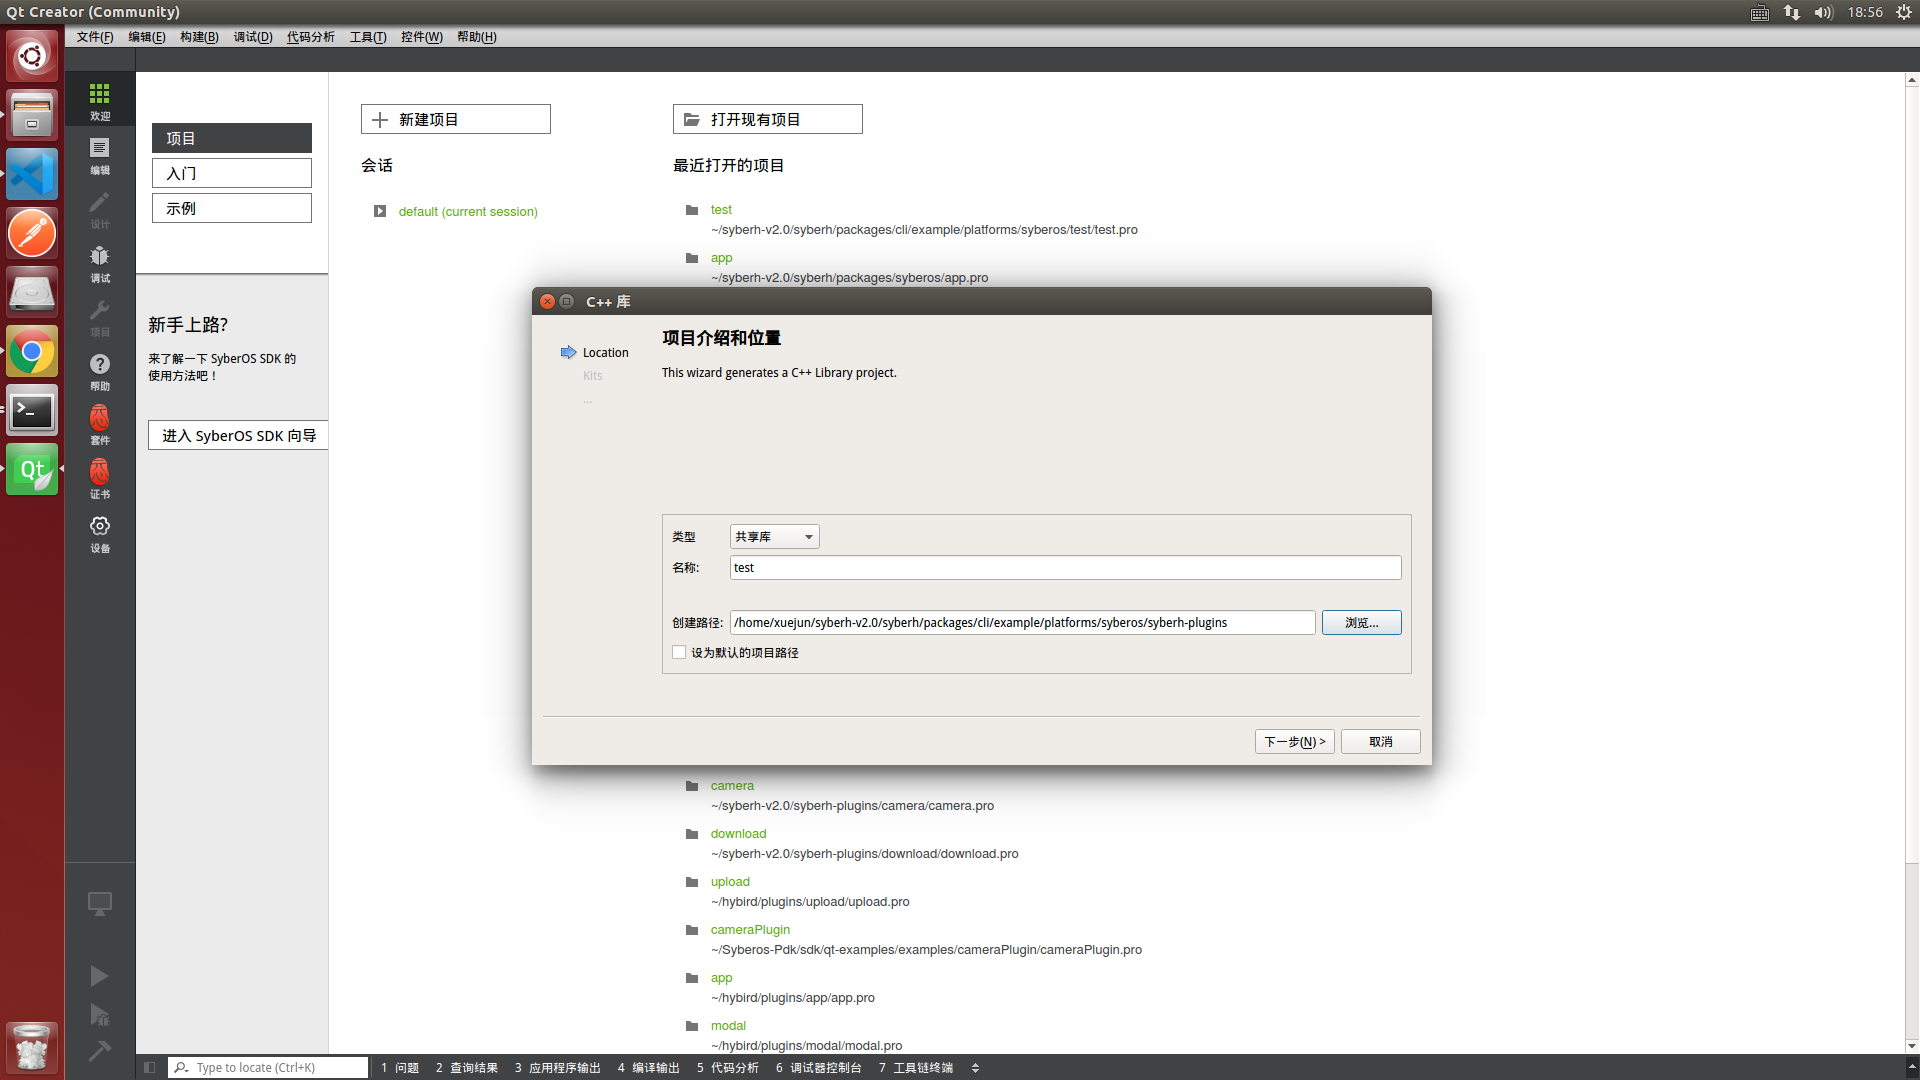 Qt Creator (Community)
18:56
文件(F) 编辑(E) 构建(B) 调试(D) 代码分析 工具(T) 控件(W) 帮助(H)
欢迎
编辑
设计
调试
项目
帮助
套件
证书
设备
项目
入门
示例
新手上路?
来了解一下 SyberOS SDK 的
使用方法吧！
进入 SyberOS SDK 向导
新建项目
会话
default (current session)
打开现有项目
最近打开的项目
test
~/syberh-v2.0/syberh/packages/cli/example/platforms/syberos/test/test.pro
app
~/syberh-v2.0/syberh/packages/syberos/app.pro
C++ 库
Location
Kits
...
项目介绍和位置
This wizard generates a C++ Library project.
类型 共享库
名称: test
创建路径: /home/xuejun/syberh-v2.0/syberh/packages/cli/example/platforms/syberos/syberh-plugins 浏览...
设为默认的项目路径
下一步(N) > 取消
camera
~/syberh-v2.0/syberh-plugins/camera/camera.pro
download
~/syberh-v2.0/syberh-plugins/download/download.pro
upload
~/hybird/plugins/upload/upload.pro
cameraPlugin
~/Syberos-Pdk/sdk/qt-examples/examples/cameraPlugin/cameraPlugin.pro
app
~/hybird/plugins/app/app.pro
modal
~/hybird/plugins/modal/modal.pro
Qt
Type to locate (Ctrl+K) 1 问题 2 查询结果 3 应用程序输出 4 编译输出 5 代码分析 6 调试器控制台 7 工具链终端